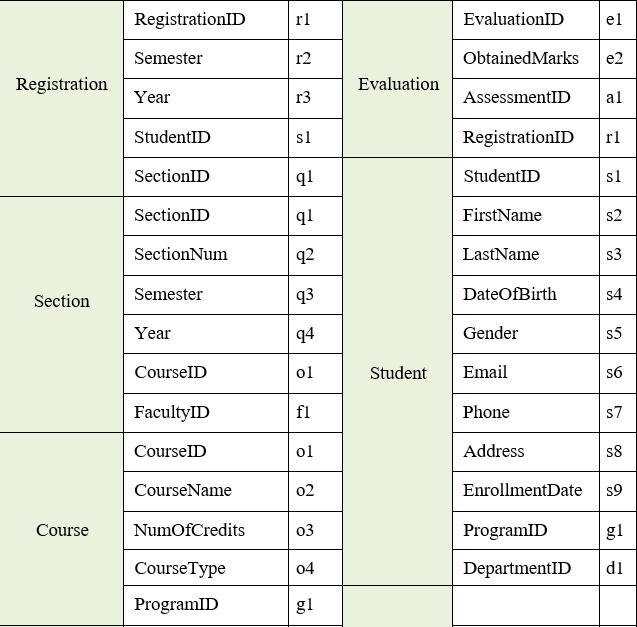 Registration
RegistrationID r1
Semester r2
Year r3
StudentID s1
SectionID q1
Section
SectionID q1
SectionNum q2
Semester q3
Year q4
CourseID o1
FacultyID f1
Course
CourseID o1
CourseName o2
NumOfCredits o3
CourseType o4
ProgramID g1
Evaluation
EvaluationID e1
ObtainedMarks e2
AssessmentID a1
RegistrationID r1
Student
StudentID s1
FirstName s2
LastName s3
DateOfBirth s4
Gender s5
Email s6
Phone s7
Address s8
EnrollmentDate s9
ProgramID g1
DepartmentID d1